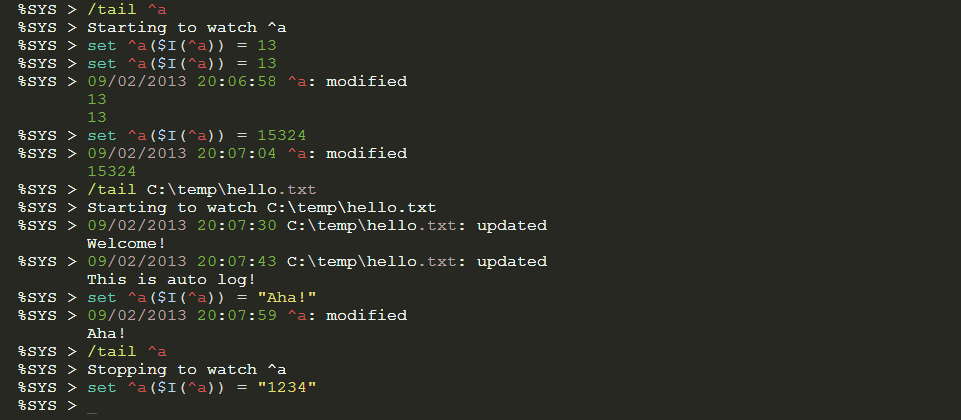 %SYS > /tail ^a
%SYS > Starting to watch ^a
%SYS > set ^a($I(^a)) = 13
%SYS > set ^a($I(^a)) = 13
%SYS > 09/02/2013 20:06:58 ^a: modified
13
13
%SYS > set ^a($I(^a)) = 15324
%SYS > 09/02/2013 20:07:04 ^a: modified
15324
%SYS > /tail C:\temp\hello.txt
%SYS > Starting to watch C:\temp\hello.txt
%SYS > 09/02/2013 20:07:30 C:\temp\hello.txt: updated
Welcome!
%SYS > 09/02/2013 20:07:43 C:\temp\hello.txt: updated
This is auto log!
%SYS > set ^a($I(^a)) = "Aha!"
%SYS > 09/02/2013 20:07:59 ^a: modified
Aha!
%SYS > /tail ^a
%SYS > Stopping to watch ^a
%SYS > set ^a($I(^a)) = "1234"
%SYS > _